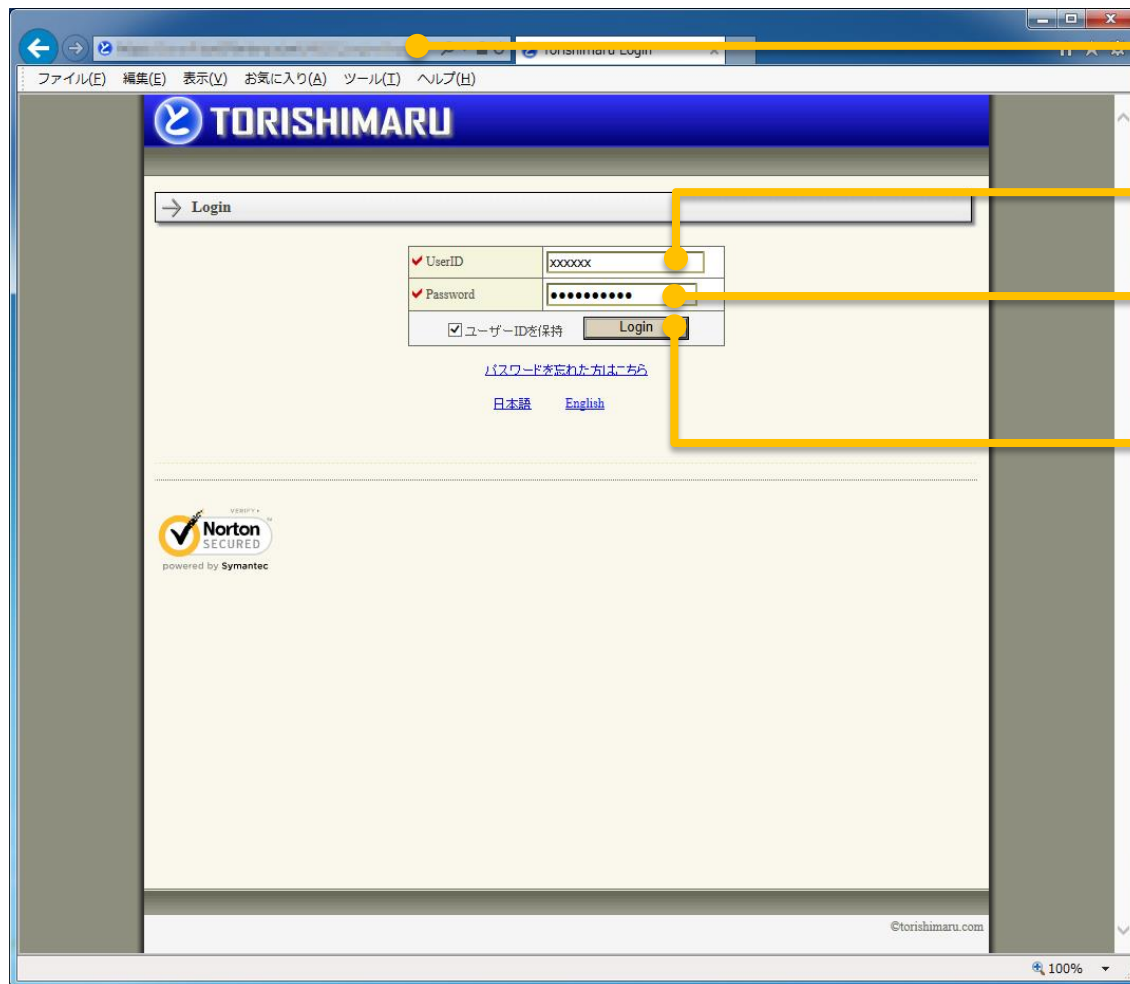 Torishimaru Login
ファイル(F) 編集(E) 表示(V) お気に入り(A) ツール(T) ヘルプ(H)
と TORISHIMARU
Login
UserID xxxxxx
Password ●●●●●●●●●●
ユーザーIDを保持 Login
パスワードを忘れた方はこちら
日本語 English
VERIFY
Norton
SECURED
powered by Symantec
©torishimaru.com
100%